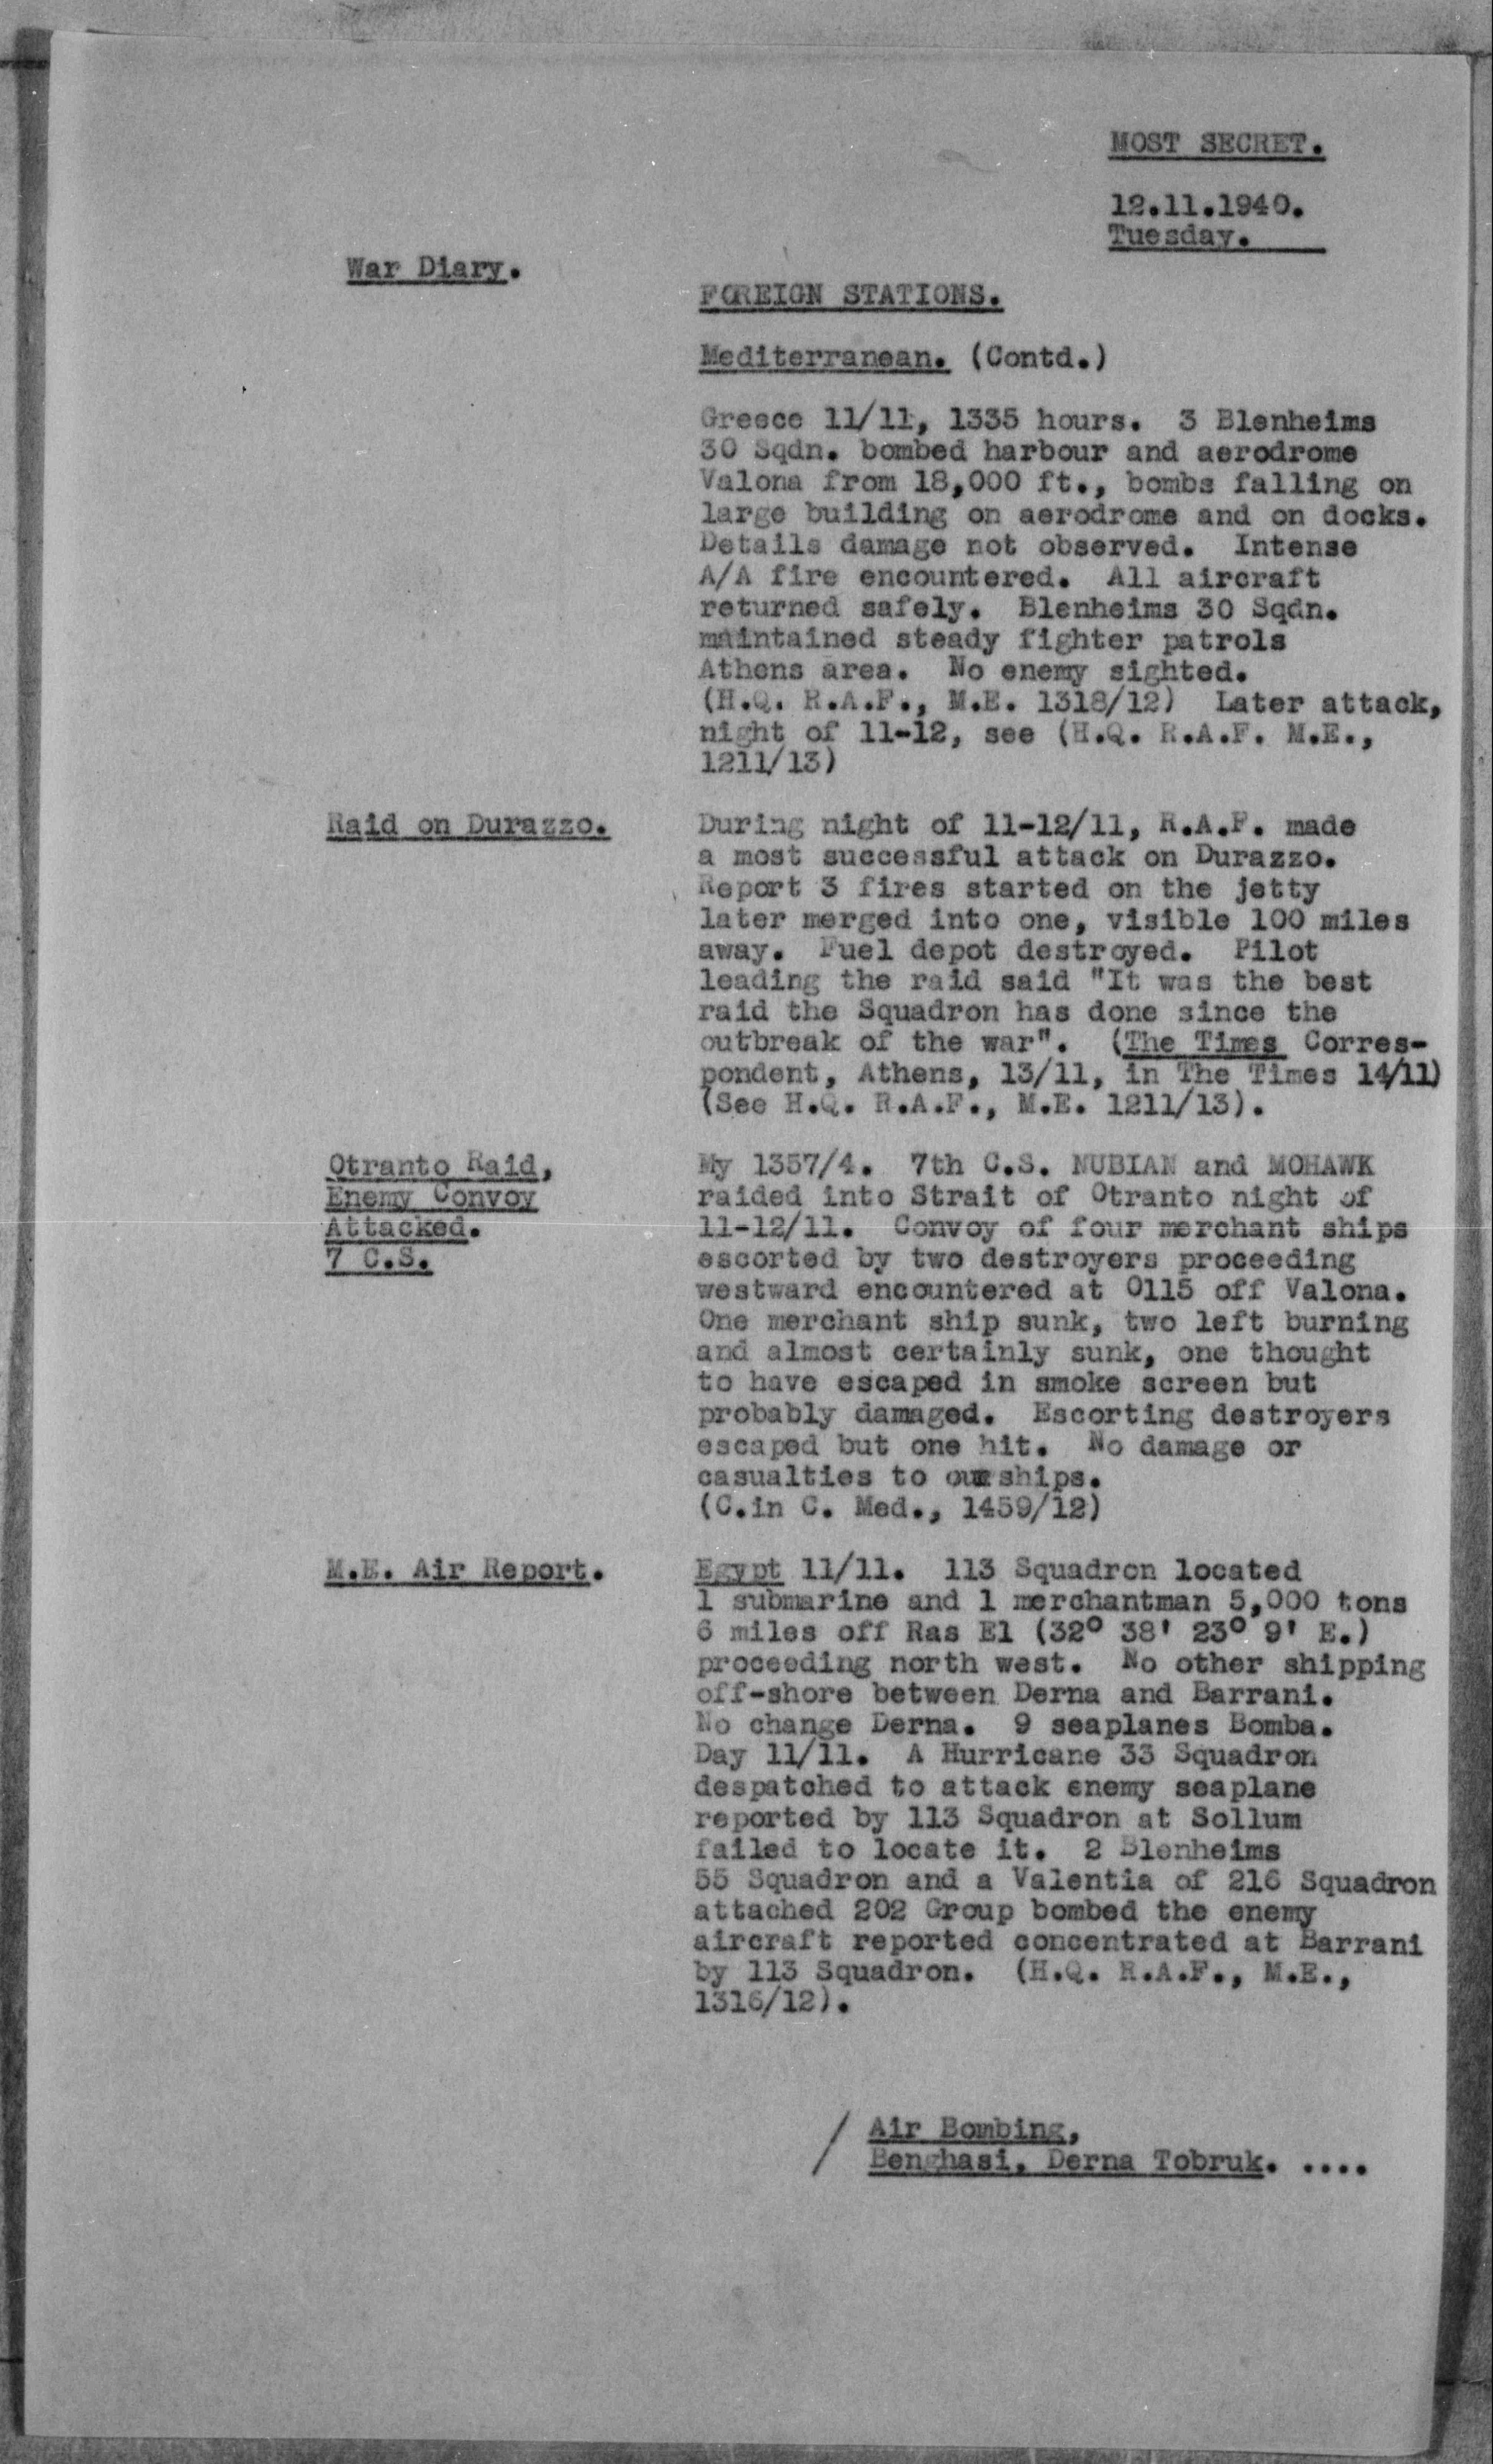 MOST SECRET.
12.11.1940.
Tuesday.
War Diary.
FOREIGN STATIONS.
Mediterranean. (Contd.)
Greece 11/11, 1335 hours. 3 Blenheims
30 Sqdn. bombed harbour and aerodrome
Valona from 18,000 ft., bombs falling on
large building on aerodrome and on docks.
Details damage not observed. Intense
A/A fire encountered. All aircraft
returned safely. Blenheims 30 Sqdn.
maintained steady fighter patrols
Athens area. No enemy sighted.
(H.Q. R.A.F., M.E. 1318/12) Later attack,
night of 11-12, see (H.Q. R.A.F. M.E.,
1211/13)
Raid on Durazzo.
During night of 11-12/11, R.A.F. made
a most successful attack on Durazzo.
Report 3 fires started on the jetty
later merged into one, visible 100 miles
away. Fuel depot destroyed. Pilot
leading the raid said "It was the best
raid the Squadron has done since the
outbreak of the war". (The Times Corres-
pondent, Athens, 13/11, in The Times 14/11)
(See H.Q. R.A.F., M.E. 1211/13).
Otranto Raid,
Enemy Convoy
Attacked.
7 C.S.
My 1357/4. 7th C.S. NUBIAN and MOHAWK
raided into Strait of Otranto night of
11-12/11. Convoy of four merchant ships
escorted by two destroyers proceeding
westward encountered at 0115 off Valona.
One merchant ship sunk, two left burning
and almost certainly sunk, one thought
to have escaped in smoke screen but
probably damaged. Escorting destroyers
escaped but one hit. No damage or
casualties to our ships.
(C.in C. Med., 1459/12)
M.E. Air Report.
Egypt 11/11. 113 Squadron located
1 submarine and 1 merchantman 5,000 tons
6 miles off Ras El (32° 38' 23° 9' E.)
proceeding north west. No other shipping
off-shore between Derna and Barrani.
No change Derna. 9 seaplanes Bomba.
Day 11/11. A Hurricane 33 Squadron
despatched to attack enemy seaplane
reported by 113 Squadron at Sollum
failed to locate it. 2 Blenheims
55 Squadron and a Valentia of 216 Squadron
attached 202 Group bombed the enemy
aircraft reported concentrated at Barrani
by 113 Squadron. (H.Q. R.A.F., M.E.,
1316/12).
/ Air Bombing,
Benghasi, Derna Tobruk. ....